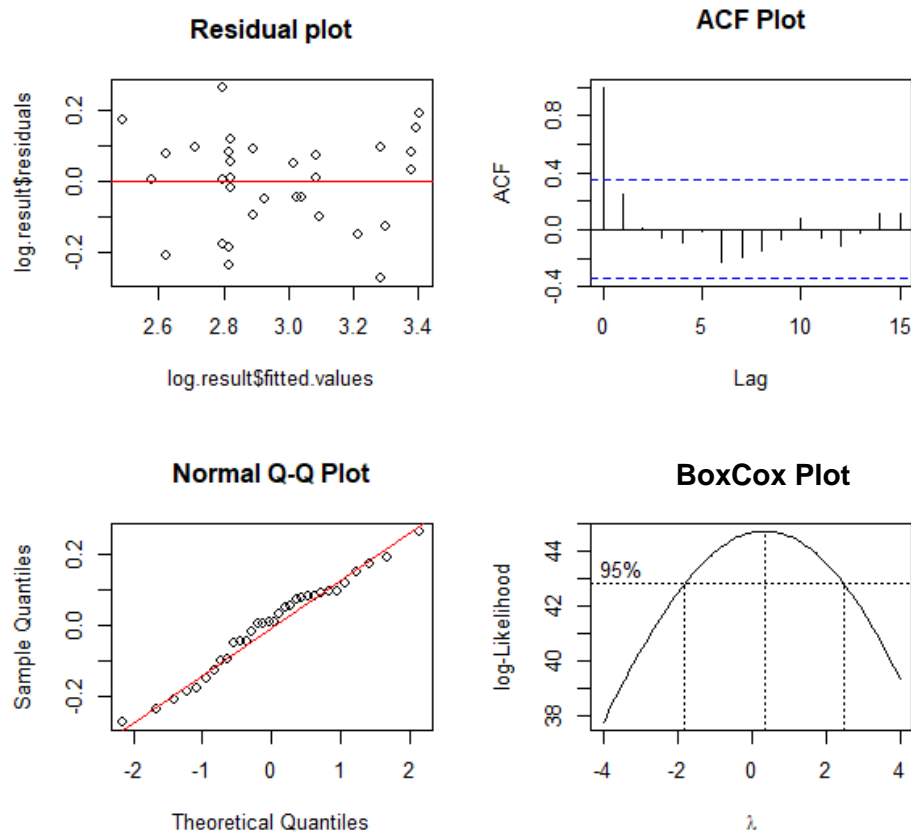 Residual plot
log.result$residuals
0.2
0.0
-0.2
2.6 2.8 3.0 3.2 3.4
log.result$fitted.values
ACF Plot
ACF
0.8
0.4
0.0
-0.4
0 5 10 15
Lag
Normal Q-Q Plot
Sample Quantiles
0.2
0.0
-0.2
-2 -1 0 1 2
Theoretical Quantiles
BoxCox Plot
log-Likelihood
44
42
40
38
95%
-4 -2 0 2 4
λ